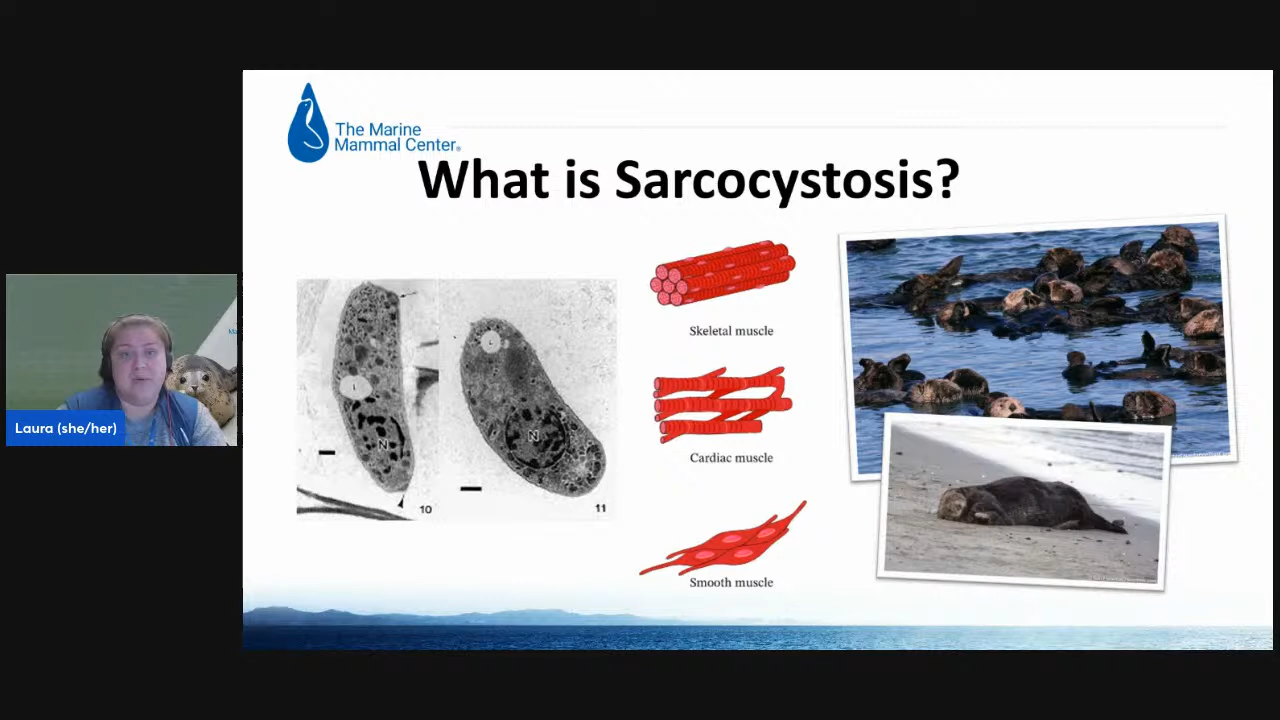 The Marine
Mammal Center®
What is Sarcocystosis?
Skeletal muscle
L
L
N
N
10
11
Cardiac muscle
Smooth muscle
Laura (she/her)